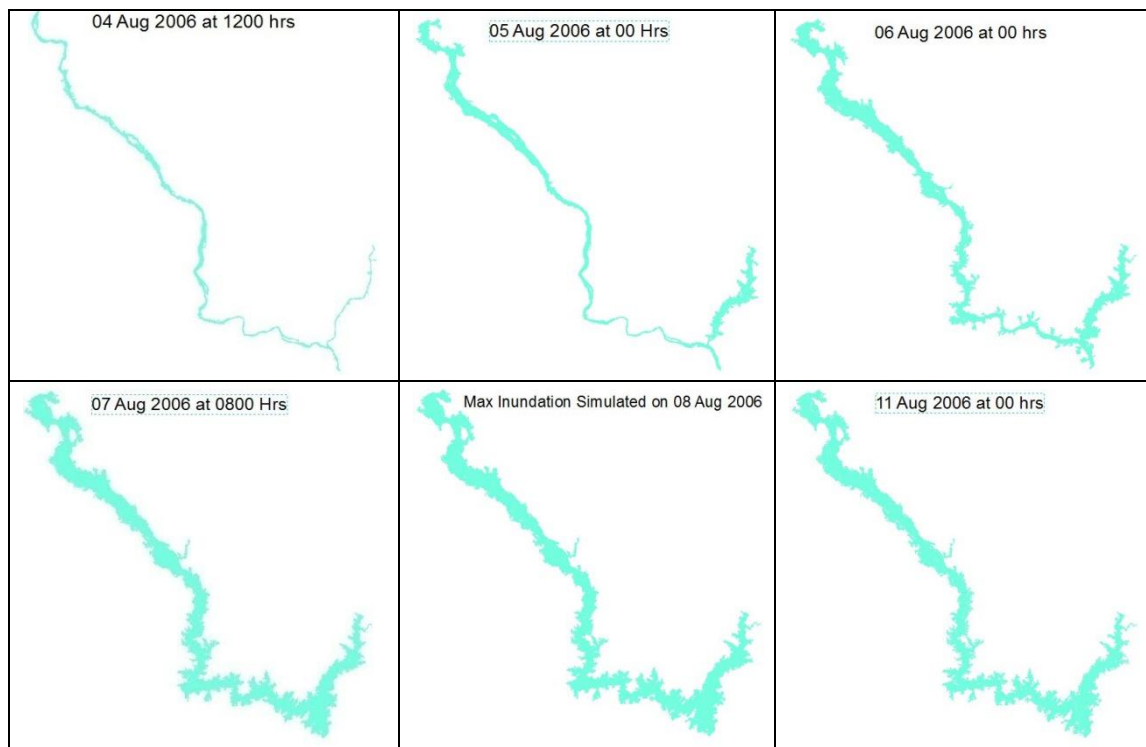 04 Aug 2006 at 1200 hrs
05 Aug 2006 at 00 Hrs
06 Aug 2006 at 00 hrs
07 Aug 2006 at 0800 Hrs
Max Inundation Simulated on 08 Aug 2006
11 Aug 2006 at 00 hrs